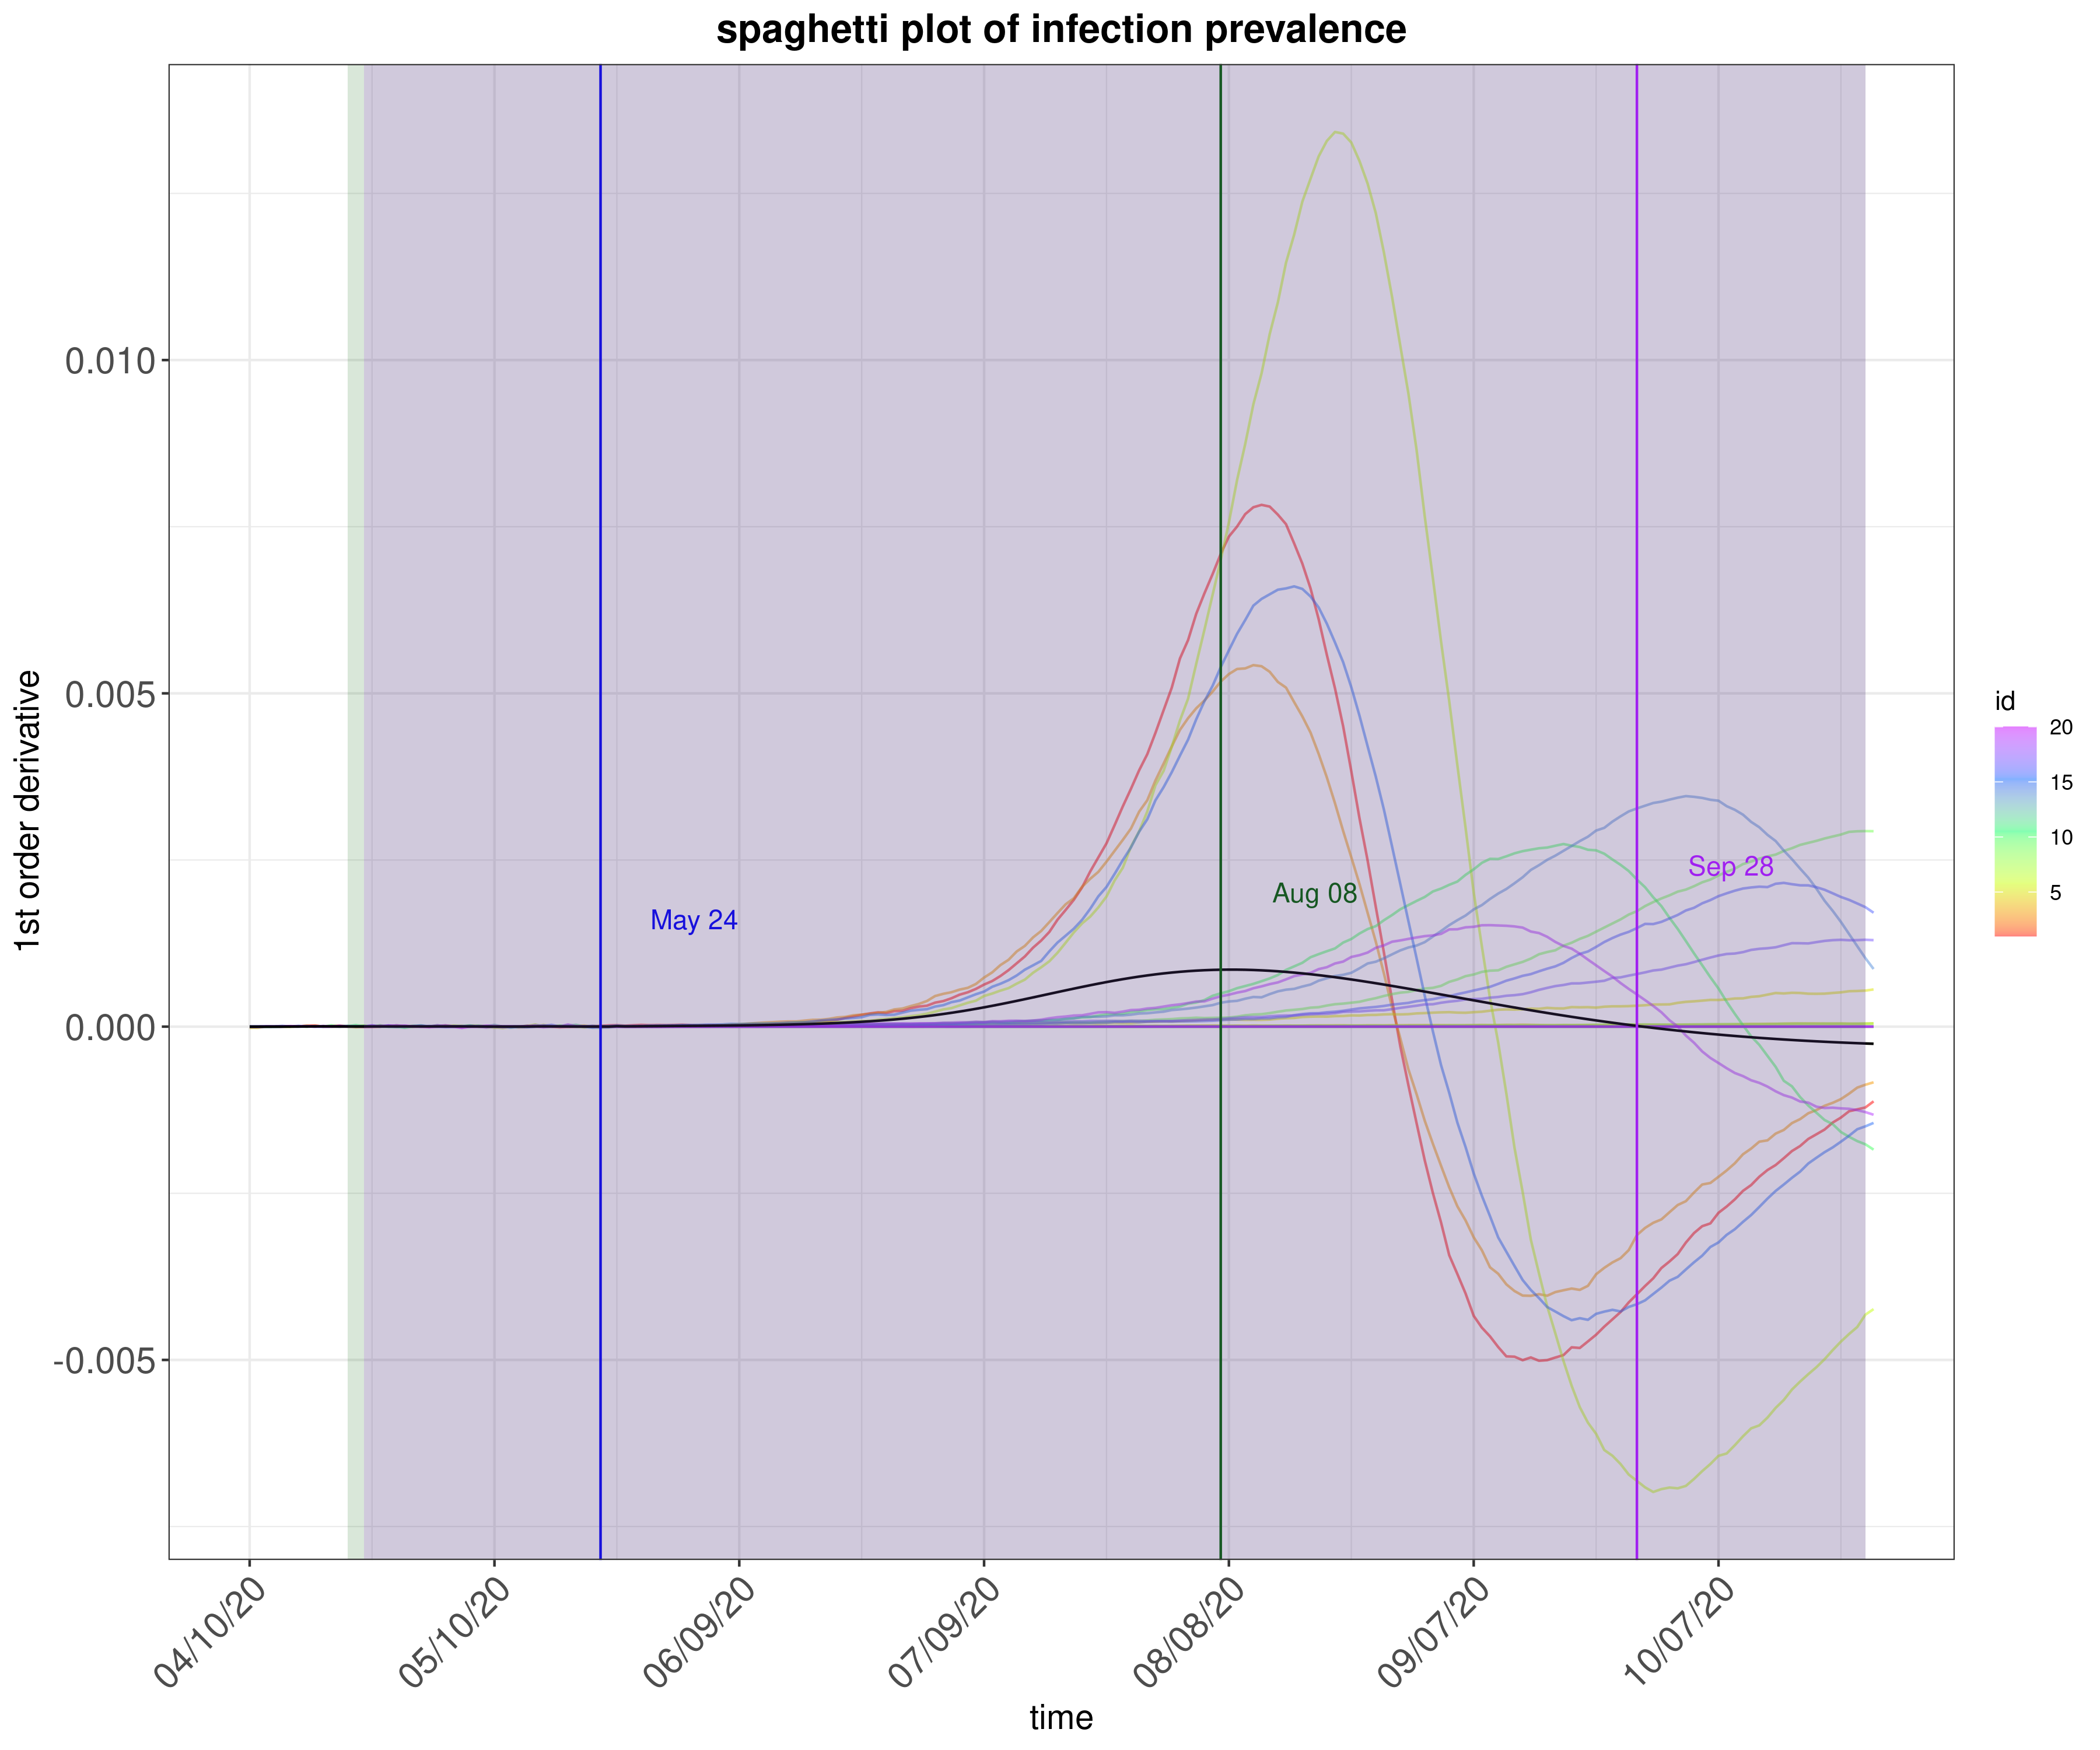 spaghetti plot of infection prevalence
1st order derivative
0.010
0.005
0.000
-0.005
May 24
Aug 08
Sep 28
id
20
15
10
5
04/10/20
05/10/20
06/09/20
07/09/20
08/08/20
09/07/20
10/07/20
time